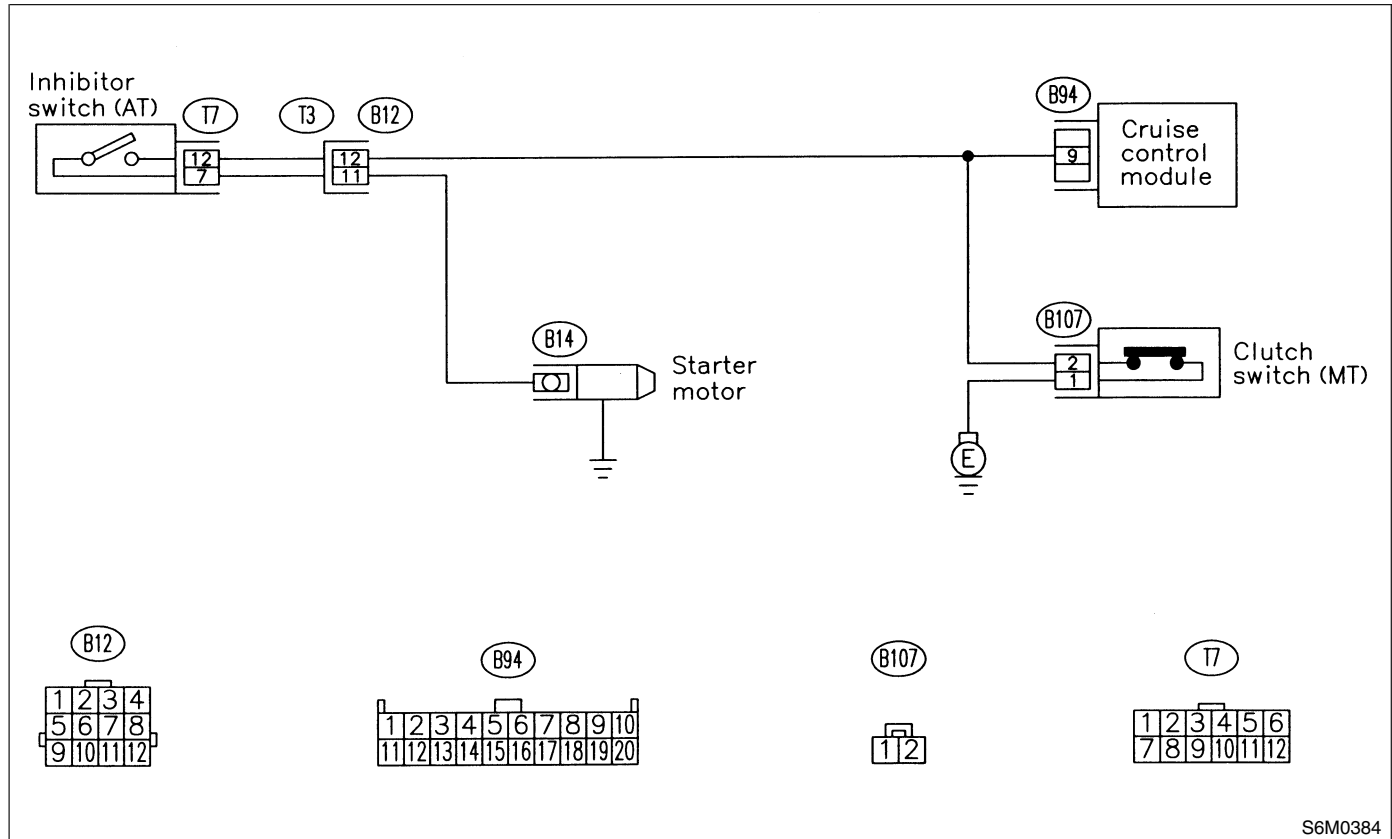 Inhibitor
switch (AT)
T7
T3
B12
12
7
12
11
B94
9
Cruise
control
module
B14
Starter
motor
B107
2
1
Clutch
switch (MT)
E
B12
1 2 3 4
5 6 7 8
9 10 11 12
B94
1 2 3 4 5 6 7 8 9 10
11 12 13 14 15 16 17 18 19 20
B107
1 2
T7
1 2 3 4 5 6
7 8 9 10 11 12
S6M0384